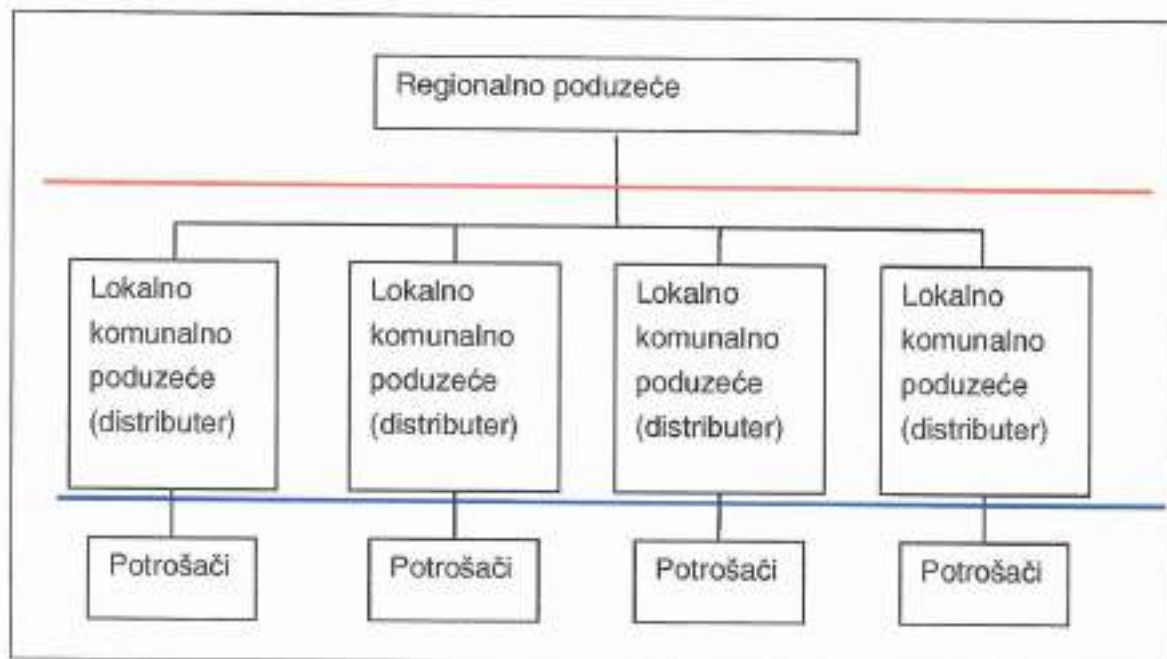 Regionalno poduzeće
Lokalno
komunalno
poduzeće
(distributer)
Lokalno
komunalno
poduzeće
(distributer)
Lokalno
komunalno
poduzeće
(distributer)
Lokalno
komunalno
poduzeće
(distributer)
Potrošači
Potrošači
Potrošači
Potrošači